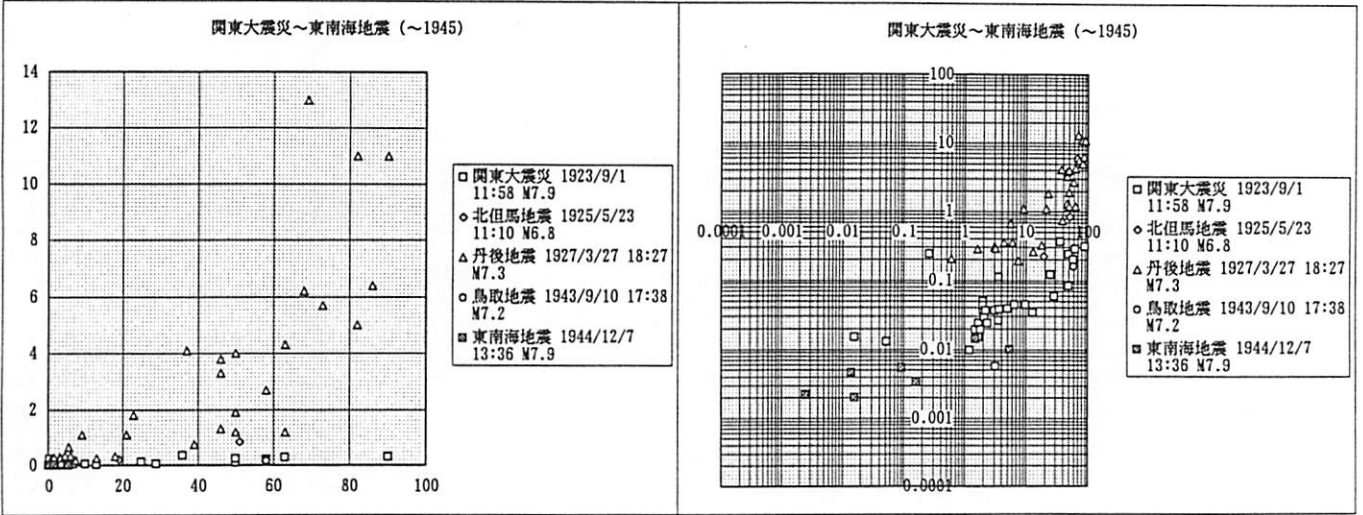 関東大震災～東南海地震 (～1945)
14
12
10
8
6
4
2
0
0 20 40 60 80 100
関東大震災 1923/9/1
11:58 M7.9
北但馬地震 1925/5/23
11:10 M6.8
丹後地震 1927/3/27 18:27
M7.3
鳥取地震 1943/9/10 17:38
M7.2
東南海地震 1944/12/7
13:36 M7.9
関東大震災～東南海地震 (～1945)
100
10
1
0.0001 0.001 0.01 0.1 1 10 100
0.1
0.01
0.001
0.0001
関東大震災 1923/9/1
11:58 M7.9
北但馬地震 1925/5/23
11:10 M6.8
丹後地震 1927/3/27 18:27
M7.3
鳥取地震 1943/9/10 17:38
M7.2
東南海地震 1944/12/7
13:36 M7.9